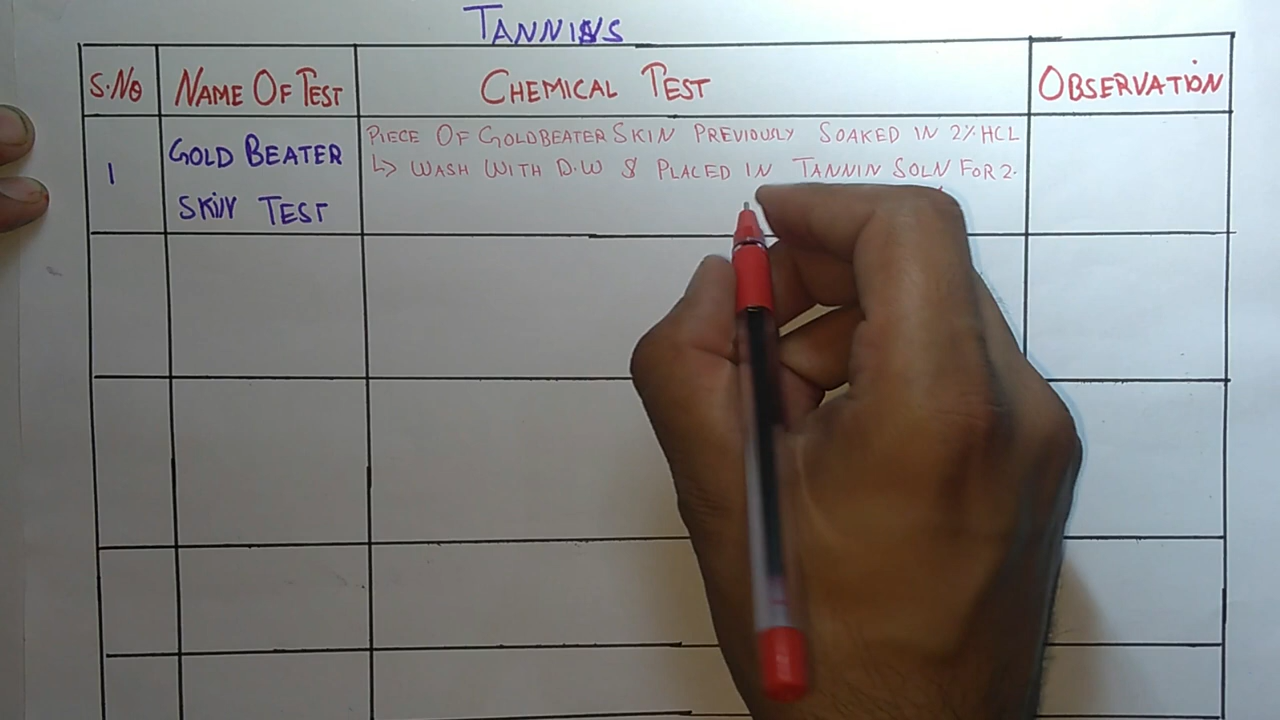 TANNINS
S.NO NAME OF TEST CHEMICAL TEST OBSERVATION
1 GOLD BEATER SKIN TEST
PIECE OF GOLDBEATER SKIN PREVIOUSLY SOAKED IN 2% HCL
↳ WASH WITH D.W & PLACED IN TANNIN SOLN FOR 2.